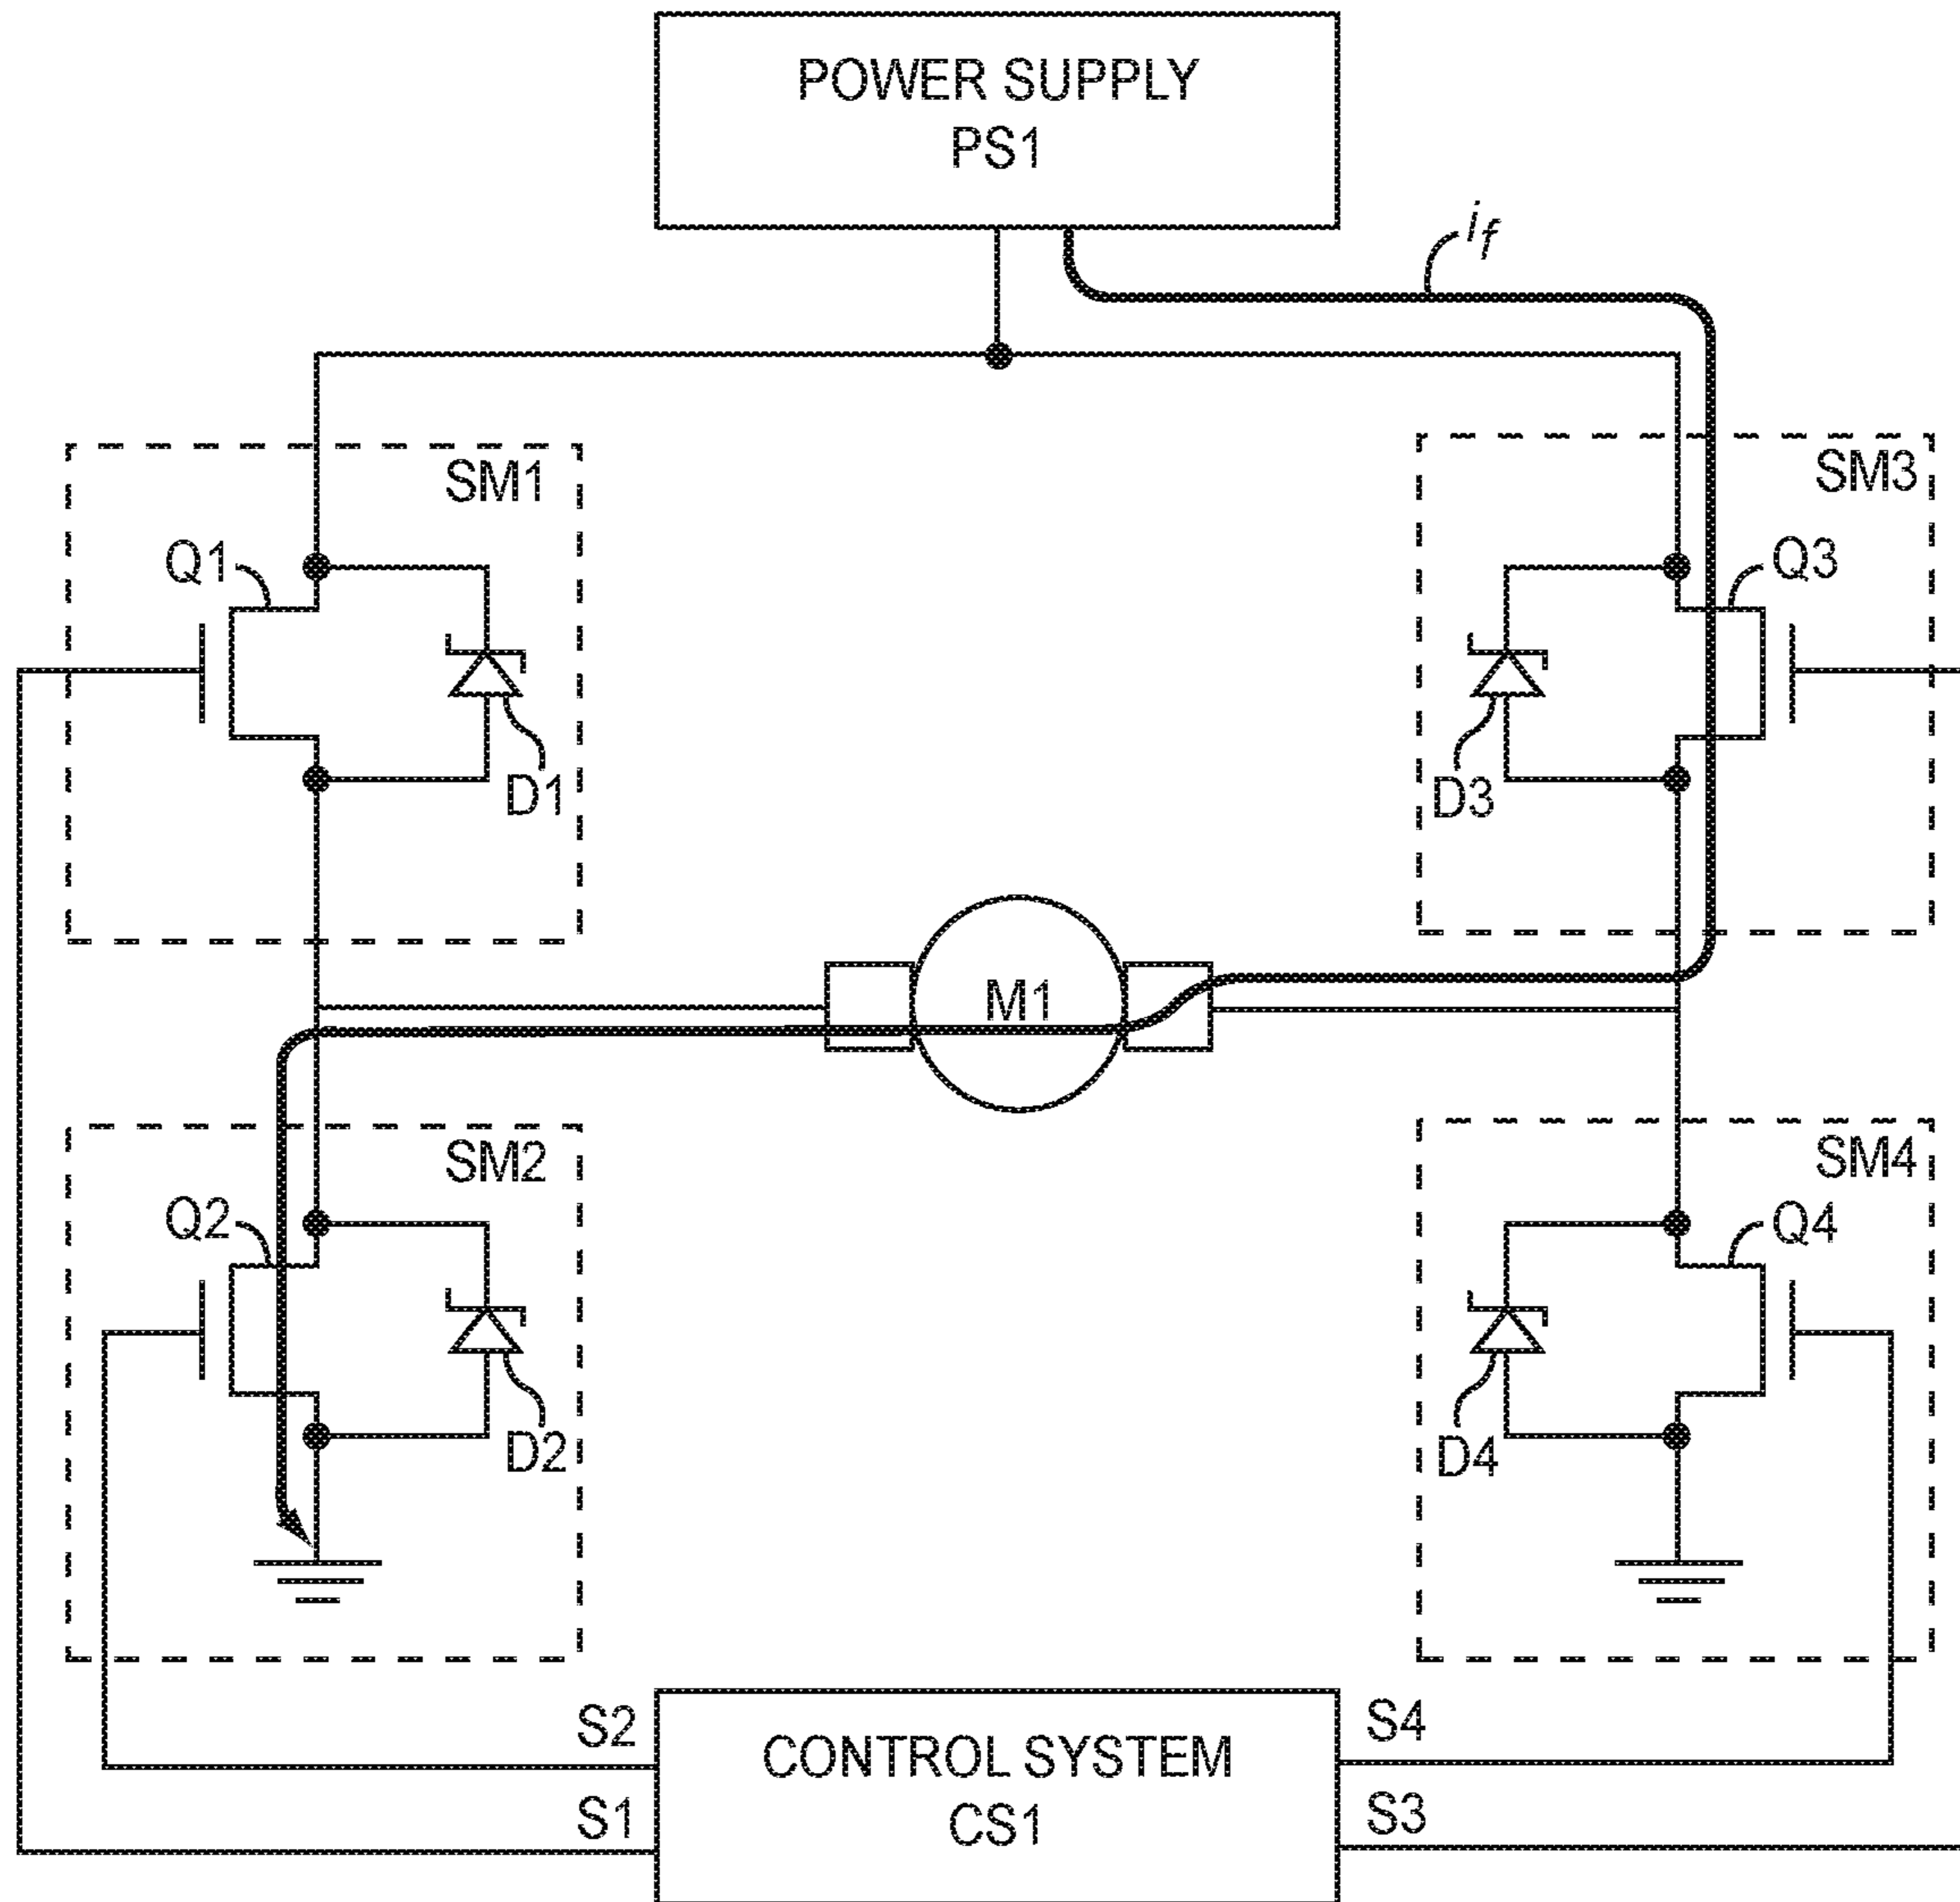 POWER SUPPLY
PS1
if
SM1
SM3
Q1
Q3
D1
D3
M1
SM2
SM4
Q2
Q4
D2
D4
S2
S4
CONTROL SYSTEM
CS1
S1
S3